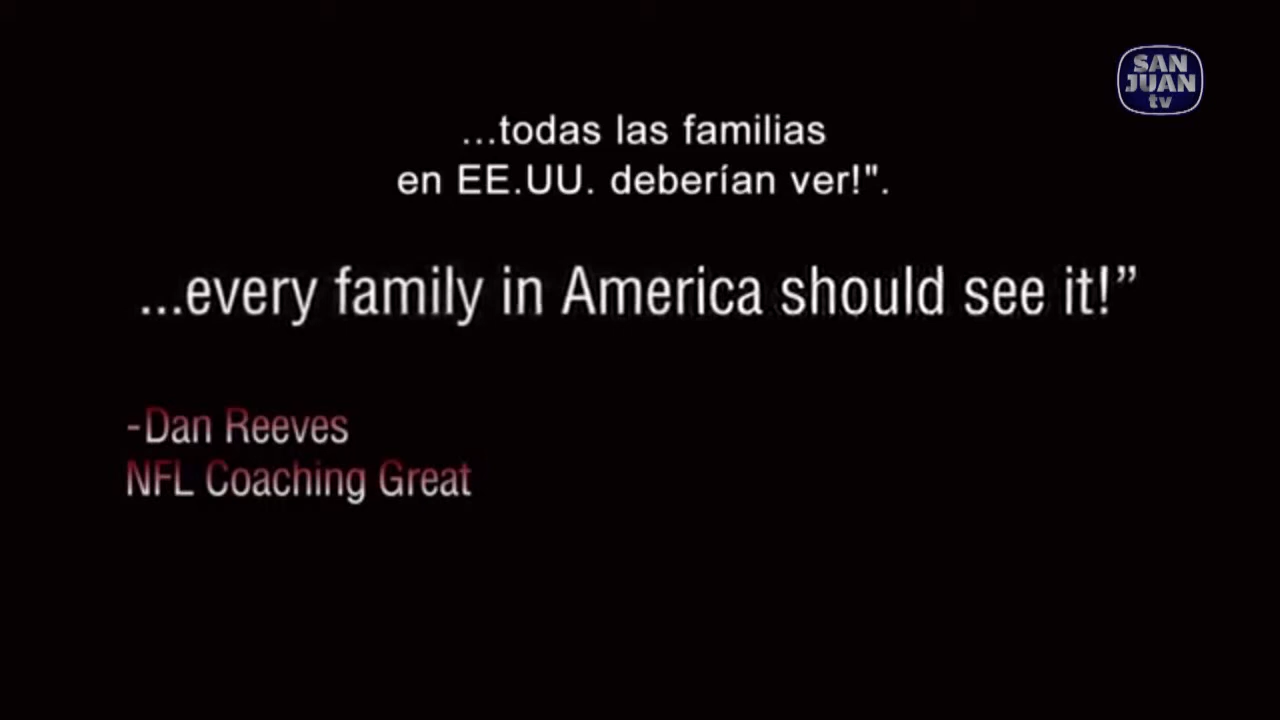 SAN
JUAN
tv
...todas las familias
en EE.UU. deberían ver!".
...every family in America should see it!”
-Dan Reeves
NFL Coaching Great